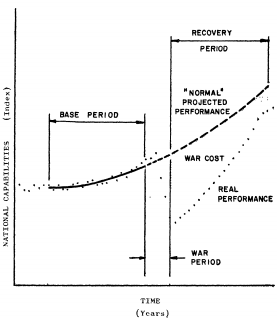 RECOVERY
PERIOD
"NORMAL"
PROJECTED
PERFORMANCE
BASE PERIOD
WAR COST
REAL
PERFORMANCE
WAR
PERIOD
NATIONAL CAPABILITIES (Index)
TIME
(Years)